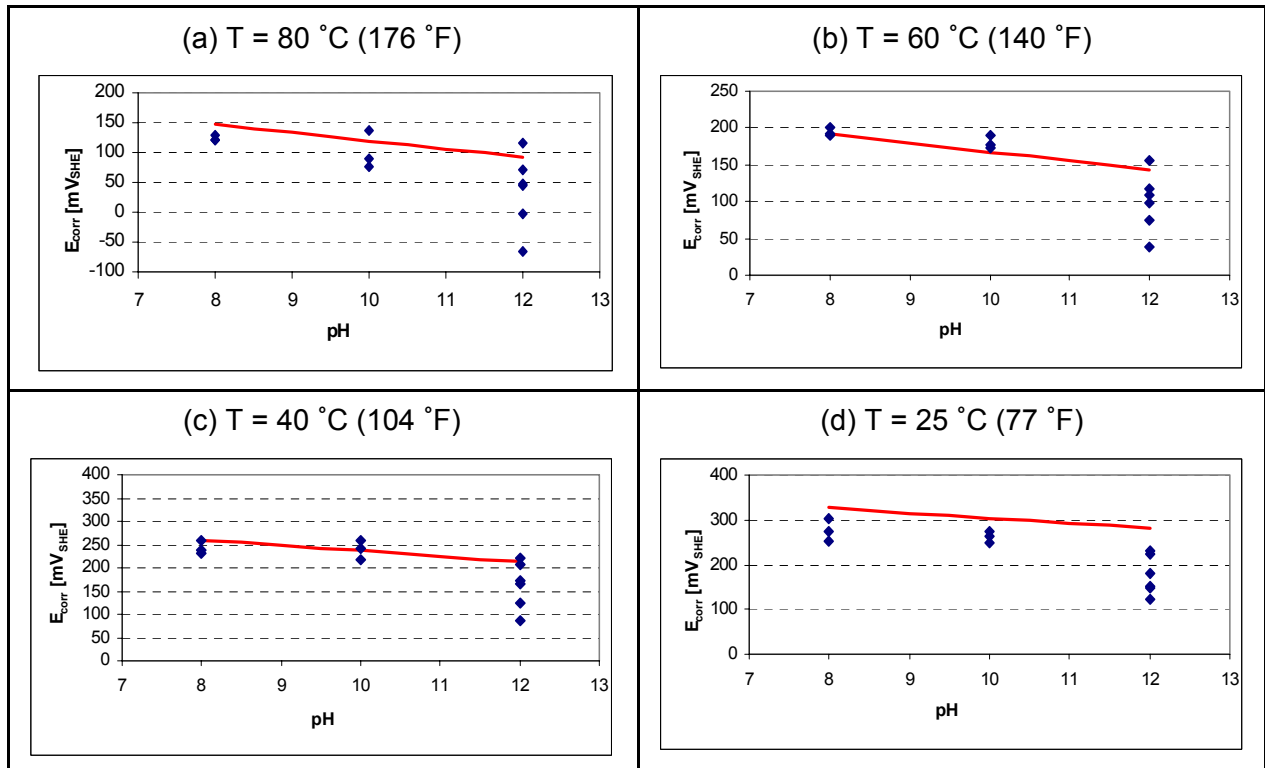 (a) T = 80 ˚C (176 ˚F)
200
150
100
50
0
-50
-100
7 8 9 10 11 12 13
pH
Ecorr [mVSHE]
(b) T = 60 ˚C (140 ˚F)
250
200
150
100
50
0
7 8 9 10 11 12 13
pH
Ecorr [mVSHE]
(c) T = 40 ˚C (104 ˚F)
400
350
300
250
200
150
100
50
0
7 8 9 10 11 12 13
pH
Ecorr [mVSHE]
(d) T = 25 ˚C (77 ˚F)
400
300
200
100
0
7 8 9 10 11 12 13
pH
Ecorr [mVSHE]